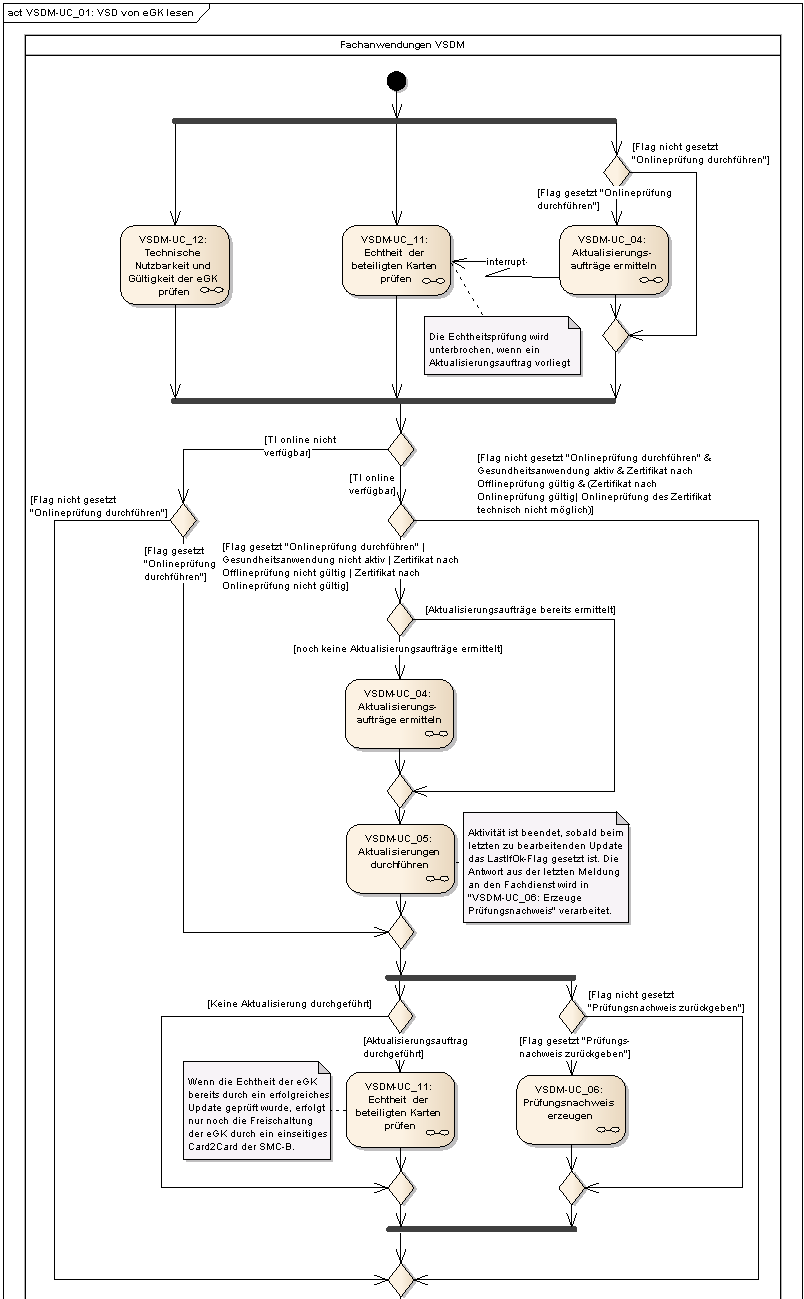 act VSDM-UC_01: VSD von eGK lesen
Fachanwendungen VSDM
[Flag nicht gesetzt
"Onlineprüfung durchführen"]
[Flag gesetzt "Onlineprüfung
durchführen"]
VSDM-UC_12:
Technische
Nutzbarkeit und
Gültigkeit der eGK
prüfen
VSDM-UC_11:
Echtheit der
beteiligten Karten
prüfen
interrupt
VSDM-UC_04:
Aktualisierungs-
aufträge ermitteln
Die Echtheitsprüfung wird
unterbrochen, wenn ein
Aktualisierungsauftrag vorliegt
[TI online nicht
verfügbar]
[TI online
verfügbar]
[Flag nicht gesetzt "Onlineprüfung durchführen" &
Gesundheitsanwendung aktiv & Zertifikat nach
Offlineprüfung gültig & (Zertifikat nach
Onlineprüfung gültig| Onlineprüfung des Zertifikat
technisch nicht möglich)]
[Flag nicht gesetzt
"Onlineprüfung durchführen"]
[Flag gesetzt
"Onlineprüfung
durchführen"]
[Flag gesetzt "Onlineprüfung durchführen" |
Gesundheitsanwendung nicht aktiv | Zertifikat nach
Offlineprüfung nicht gültig | Zertifikat nach
Onlineprüfung nicht gültig]
[Aktualisierungsaufträge bereits ermittelt]
[noch keine Aktualisierungsaufträge ermittelt]
VSDM-UC_04:
Aktualisierungs-
aufträge ermitteln
VSDM-UC_05:
Aktualisierungen
durchführen
Aktivität ist beendet, sobald beim
letzten zu bearbeitenden Update
das LastIfOk-Flag gesetzt ist. Die
Antwort aus der letzten Meldung
an den Fachdienst wird in
"VSDM-UC_06: Erzeuge
Prüfungsnachweis" verarbeitet.
[Keine Aktualisierung durchgeführt]
[Flag nicht gesetzt
"Prüfungsnachweis zurückgeben"]
[Aktualisierungsauftrag
durchgeführt]
[Flag gesetzt "Prüfungs-
nachweis zurückgeben"]
Wenn die Echtheit der eGK
bereits durch ein erfolgreiches
Update geprüft wurde, erfolgt
nur noch die Freischaltung
der eGK durch ein einseitiges
Card2Card der SMC-B.
VSDM-UC_11:
Echtheit der
beteiligten Karten
prüfen
VSDM-UC_06:
Prüfungsnachweis
erzeugen